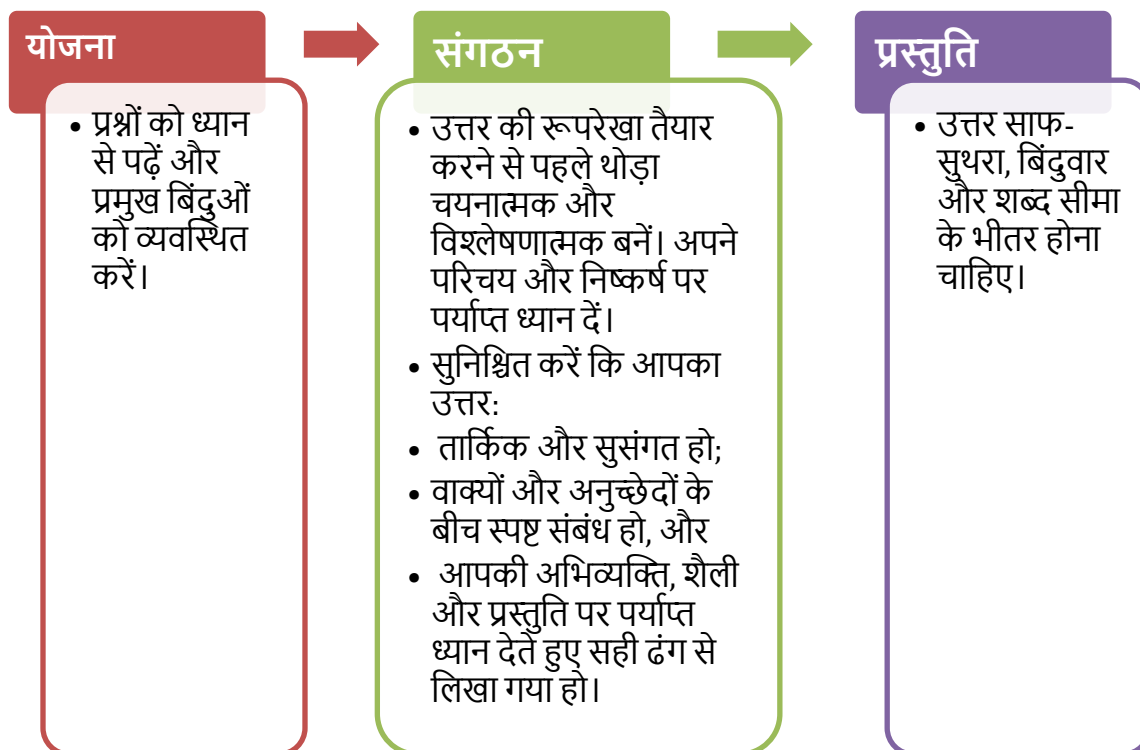 योजना
• प्रश्नों को ध्यान
से पढ़ें और
प्रमुख बिंदुओं
को व्यवस्थित
करें।
संगठन
• उत्तर की रूपरेखा तैयार
करने से पहले थोड़ा
चयनात्मक और
विश्लेषणात्मक बनें। अपने
परिचय और निष्कर्ष पर
पर्याप्त ध्यान दें।
• सुनिश्चित करें कि आपका
उत्तर:
• तार्किक और सुसंगत हो;
• वाक्यों और अनुच्छेदों के
बीच स्पष्ट संबंध हो, और
• आपकी अभिव्यक्ति, शैली
और प्रस्तुति पर पर्याप्त
ध्यान देते हुए सही ढंग से
लिखा गया हो।
प्रस्तुति
• उत्तर साफ-
सुथरा, बिंदुवार
और शब्द सीमा
के भीतर होना
चाहिए।